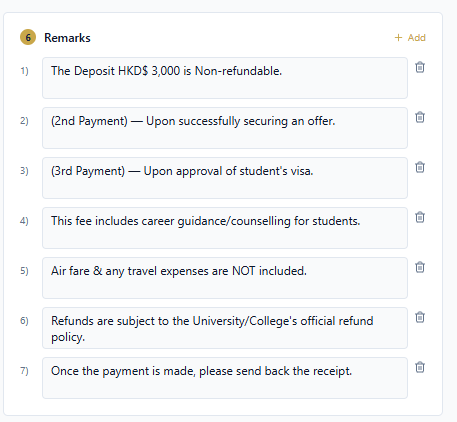 6 Remarks + Add
1) The Deposit HKD$ 3,000 is Non-refundable.
2) (2nd Payment) — Upon successfully securing an offer.
3) (3rd Payment) — Upon approval of student's visa.
4) This fee includes career guidance/counselling for students.
5) Air fare & any travel expenses are NOT included.
6) Refunds are subject to the University/College's official refund
policy.
7) Once the payment is made, please send back the receipt.